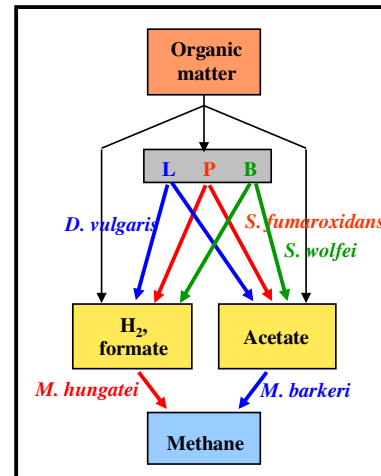 Organic
matter
L P B
D. vulgaris
S. fumaroxidans
S. wolfei
H2,
formate
Acetate
M. hungatei
M. barkeri
Methane